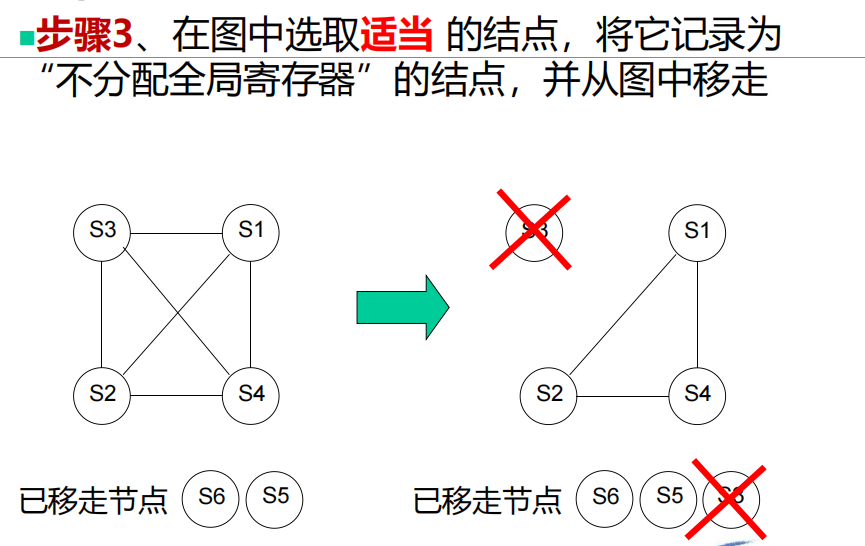 步骤3、在图中选取适当 的结点，将它记录为
“不分配全局寄存器”的结点，并从图中移走
S3 S1 S3 S1
S2 S4 S2 S4
已移走节点 S6 S5 已移走节点 S6 S5 S3